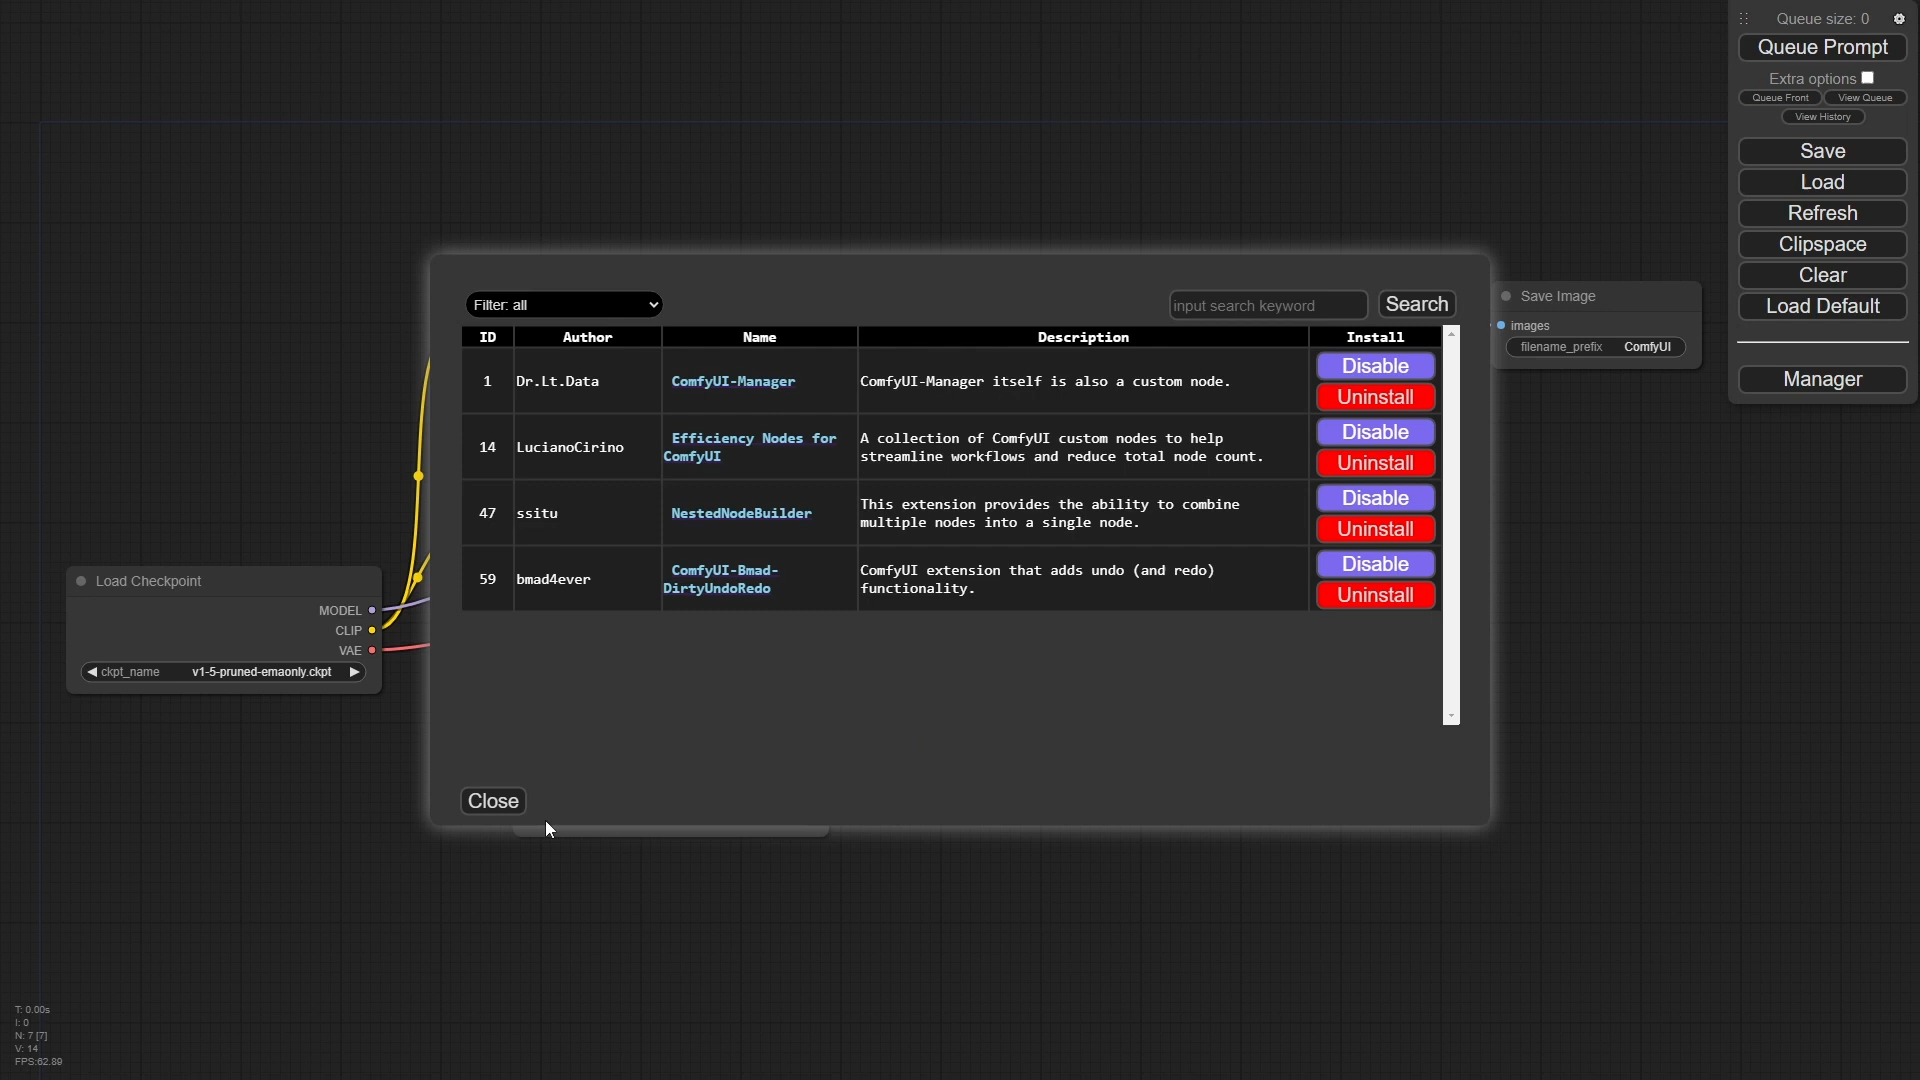 Queue size: 0
Queue Prompt
Extra options
Queue Front
View Queue
View History
Save
Load
Refresh
Clipspace
Clear
Load Default
Manager
Filter: all
input search keyword
Search
ID
Author
Name
Description
Install
1
Dr.Lt.Data
ComfyUI-Manager
ComfyUI-Manager itself is also a custom node.
Disable
Uninstall
14
LucianoCirino
Efficiency Nodes for
ComfyUI
A collection of ComfyUI custom nodes to help
streamline workflows and reduce total node count.
Disable
Uninstall
47
ssitu
NestedNodeBuilder
This extension provides the ability to combine
multiple nodes into a single node.
Disable
Uninstall
59
bmad4ever
ComfyUI-Bmad-
DirtyUndoRedo
ComfyUI extension that adds undo (and redo)
functionality.
Disable
Uninstall
Close
Save Image
images
filename_prefix ComfyUI
Load Checkpoint
MODEL
CLIP
VAE
ckpt_name v1-5-pruned-emaonly.ckpt
T: 0.00s
I: 0
N: 7 [7]
V: 14
FPS:62.89